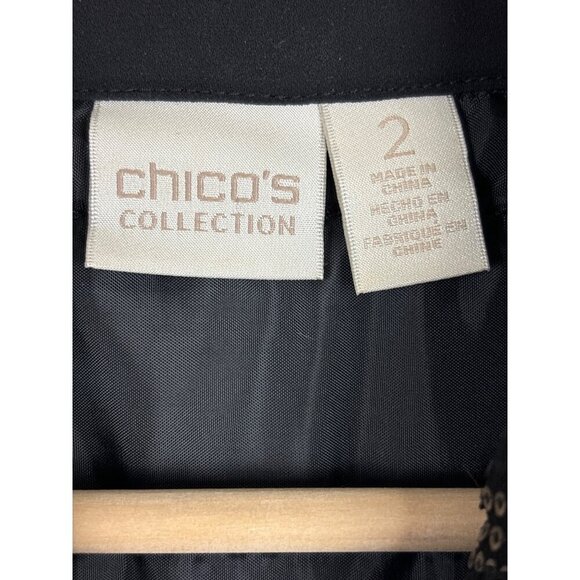 chico's
COLLECTION
2
MADE IN
CHINA
HECHO EN
CHINA
FABRIQUE EN
CHINE